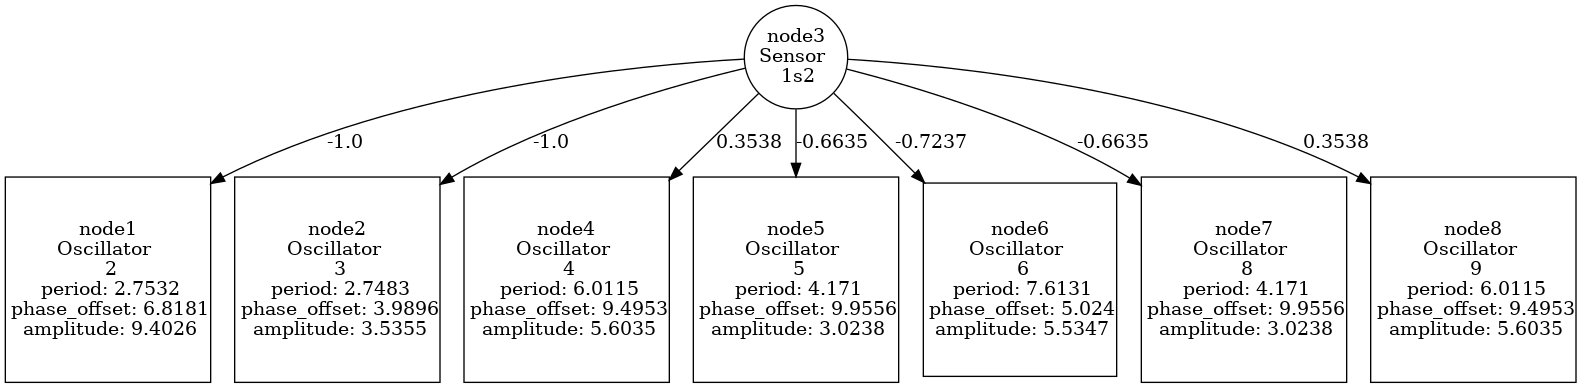 node3
Sensor
1s2
-1.0
-1.0
0.3538
-0.6635
-0.7237
-0.6635
0.3538
node1
Oscillator
2
period: 2.7532
phase_offset: 6.8181
amplitude: 9.4026
node2
Oscillator
3
period: 2.7483
phase_offset: 3.9896
amplitude: 3.5355
node4
Oscillator
4
period: 6.0115
phase_offset: 9.4953
amplitude: 5.6035
node5
Oscillator
5
period: 4.171
phase_offset: 9.9556
amplitude: 3.0238
node6
Oscillator
6
period: 7.6131
phase_offset: 5.024
amplitude: 5.5347
node7
Oscillator
8
period: 4.171
phase_offset: 9.9556
amplitude: 3.0238
node8
Oscillator
9
period: 6.0115
phase_offset: 9.4953
amplitude: 5.6035